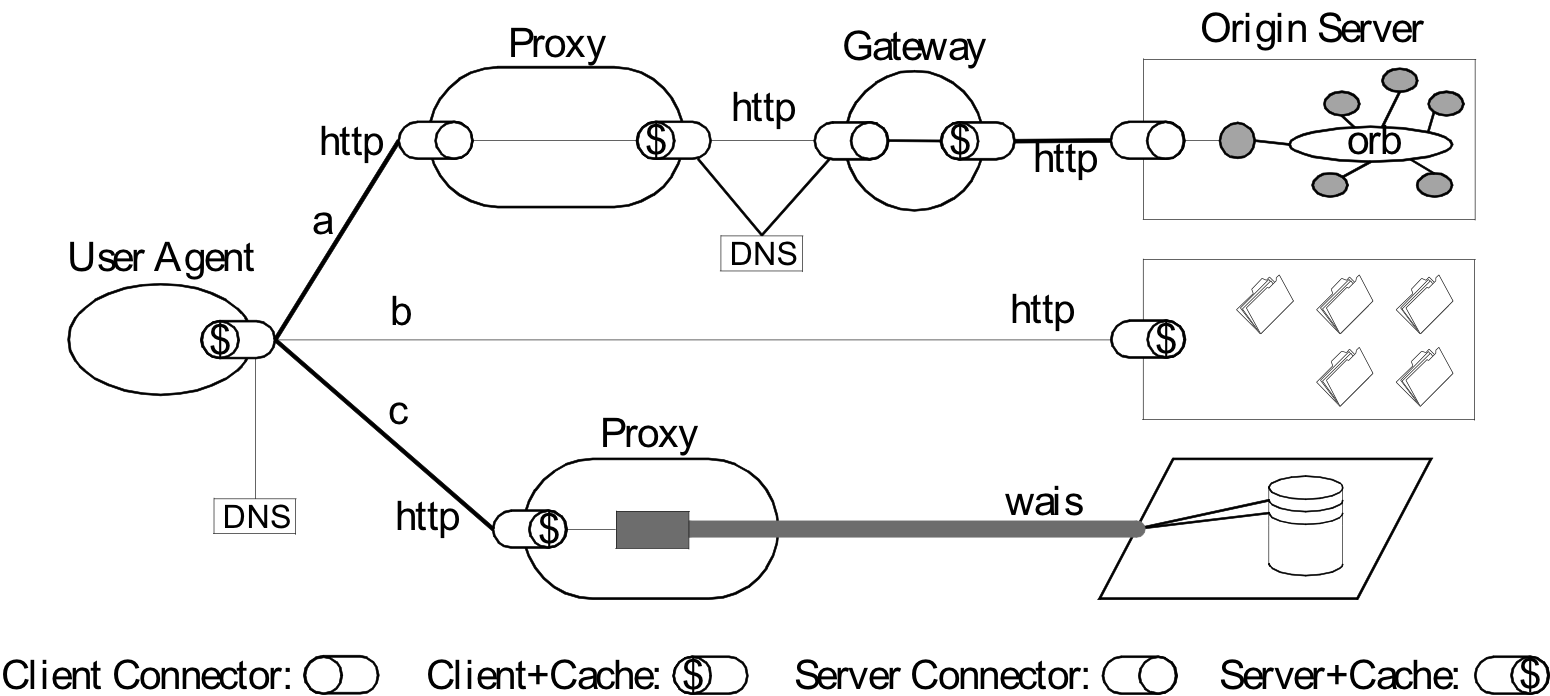 Proxy
Gateway
Origin Server
http
http
http
$
$
orb
a
DNS
User Agent
$
b
http
$
c
DNS
Proxy
http
$
wais
Client Connector:
Client+Cache: $
Server Connector:
Server+Cache: $